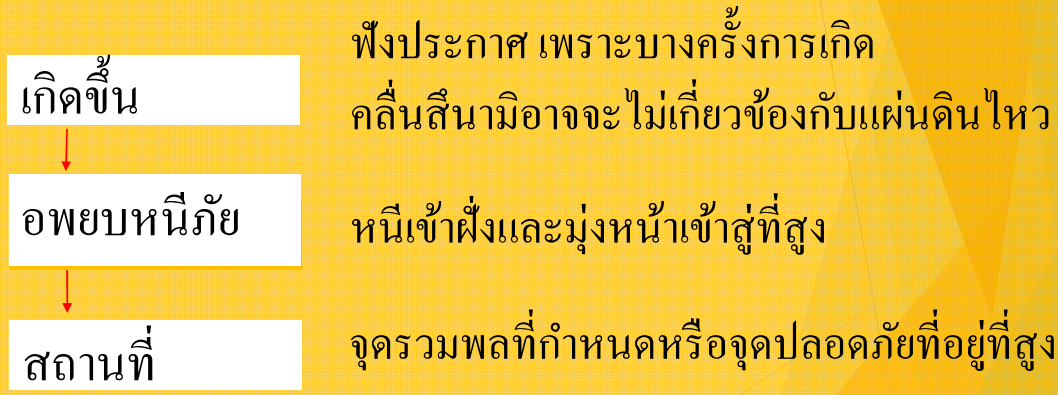 ฟังประกาศ เพราะบางครั้งการเกิด
เกิดขึ้น
คลื่นสึนามิอาจจะไม่เกี่ยวข้องกับแผ่นดินไหว
อพยบหนีภัย
หนีเข้าฝั่งและมุ่งหน้าเข้าสู่ที่สูง
สถานที่
จุดรวมพลที่กำหนดหรือจุดปลอดภัยที่อยู่ที่สูง